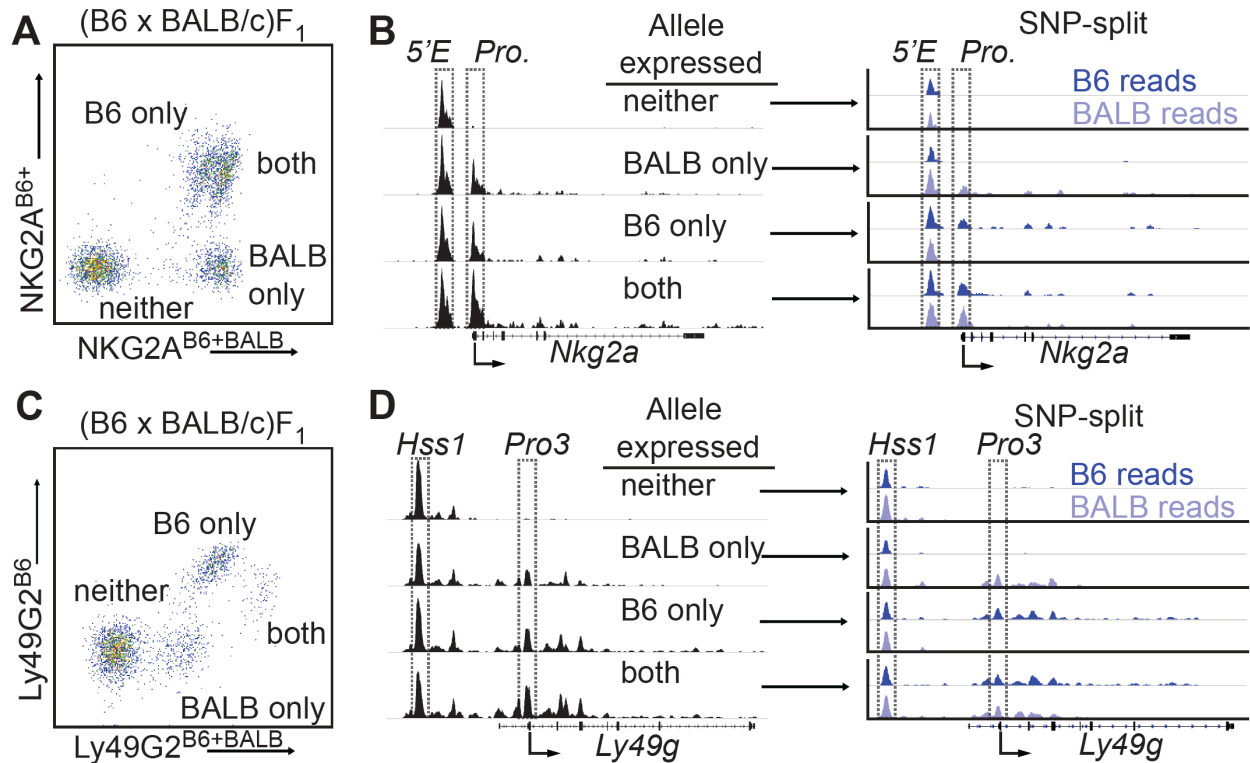 A
(B6 x BALB/c)F1
B6 only
both
BALB
only
neither
NKG2A^B6+
NKG2A^B6+BALB
B
5’E Pro.
Allele
expressed
neither
BALB only
B6 only
both
Nkg2a
SNP-split
5’E Pro.
B6 reads
BALB reads
Nkg2a
C
(B6 x BALB/c)F1
B6 only
neither
both
BALB only
Ly49G2^B6
Ly49G2^B6+BALB
D
Hss1 Pro3
Allele
expressed
neither
BALB only
B6 only
both
Ly49g
SNP-split
Hss1 Pro3
B6 reads
BALB reads
Ly49g